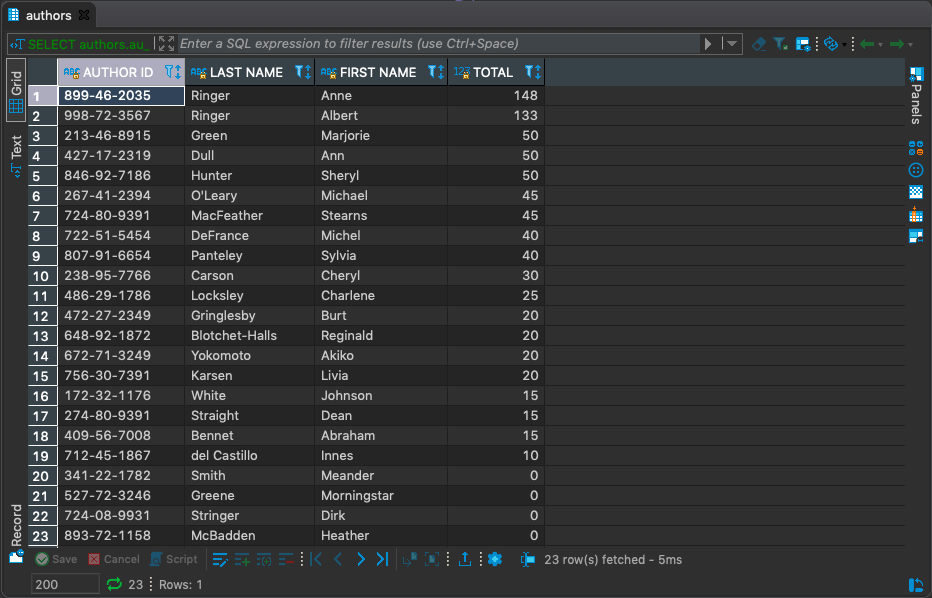 authors
SELECT authors.au_ Enter a SQL expression to filter results (use Ctrl+Space)
Grid
Text
Record
Panels
ABC AUTHOR ID ABC LAST NAME ABC FIRST NAME 123 TOTAL
1 899-46-2035 Ringer Anne 148
2 998-72-3567 Ringer Albert 133
3 213-46-8915 Green Marjorie 50
4 427-17-2319 Dull Ann 50
5 846-92-7186 Hunter Sheryl 50
6 267-41-2394 O'Leary Michael 45
7 724-80-9391 MacFeather Stearns 45
8 722-51-5454 DeFrance Michel 40
9 807-91-6654 Panteley Sylvia 40
10 238-95-7766 Carson Cheryl 30
11 486-29-1786 Locksley Charlene 25
12 472-27-2349 Gringlesby Burt 20
13 648-92-1872 Blotchet-Halls Reginald 20
14 672-71-3249 Yokomoto Akiko 20
15 756-30-7391 Karsen Livia 20
16 172-32-1176 White Johnson 15
17 274-80-9391 Straight Dean 15
18 409-56-7008 Bennet Abraham 15
19 712-45-1867 del Castillo Innes 10
20 341-22-1782 Smith Meander 0
21 527-72-3246 Greene Morningstar 0
22 724-08-9931 Stringer Dirk 0
23 893-72-1158 McBadden Heather 0
Save Cancel Script 23 row(s) fetched - 5ms
200 23 Rows: 1